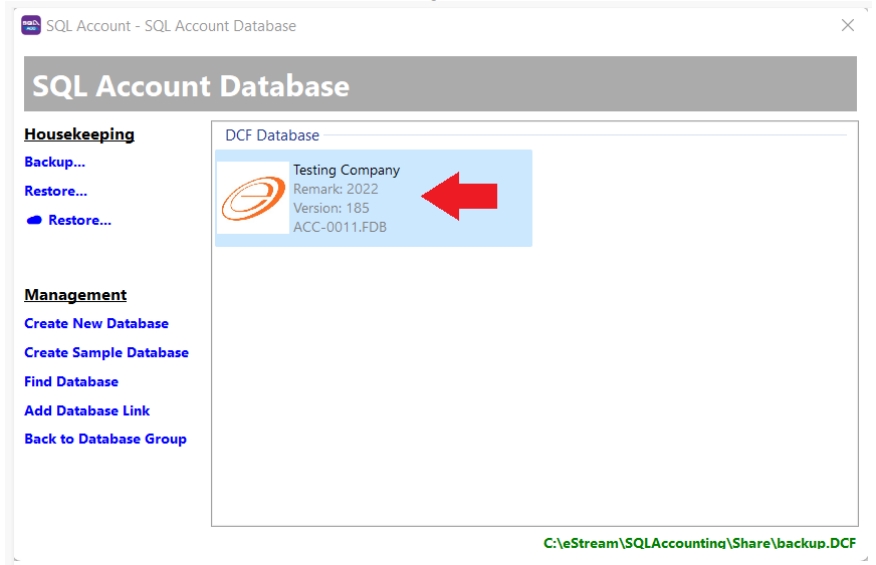 SQL Account - SQL Account Database
SQL Account Database
Housekeeping
Backup...
Restore...
Restore...
Management
Create New Database
Create Sample Database
Find Database
Add Database Link
Back to Database Group
DCF Database
Testing Company
Remark: 2022
Version: 185
ACC-0011.FDB
C:\eStream\SQLAccounting\Share\backup.DCF